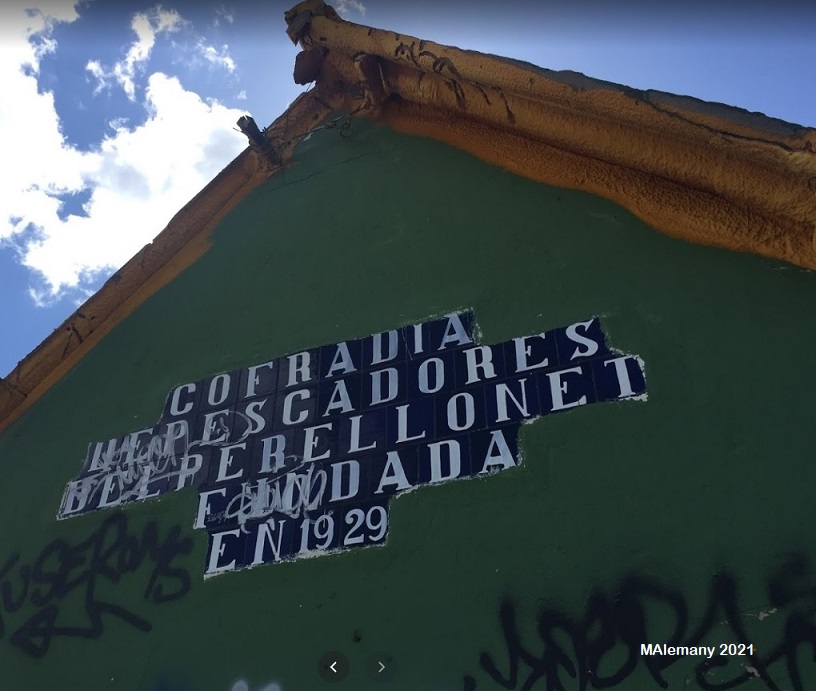 COFRADIA
DE PESCADORES
DEL PERELLONET
FUNDADA
EN 1929
MAlemany 2021